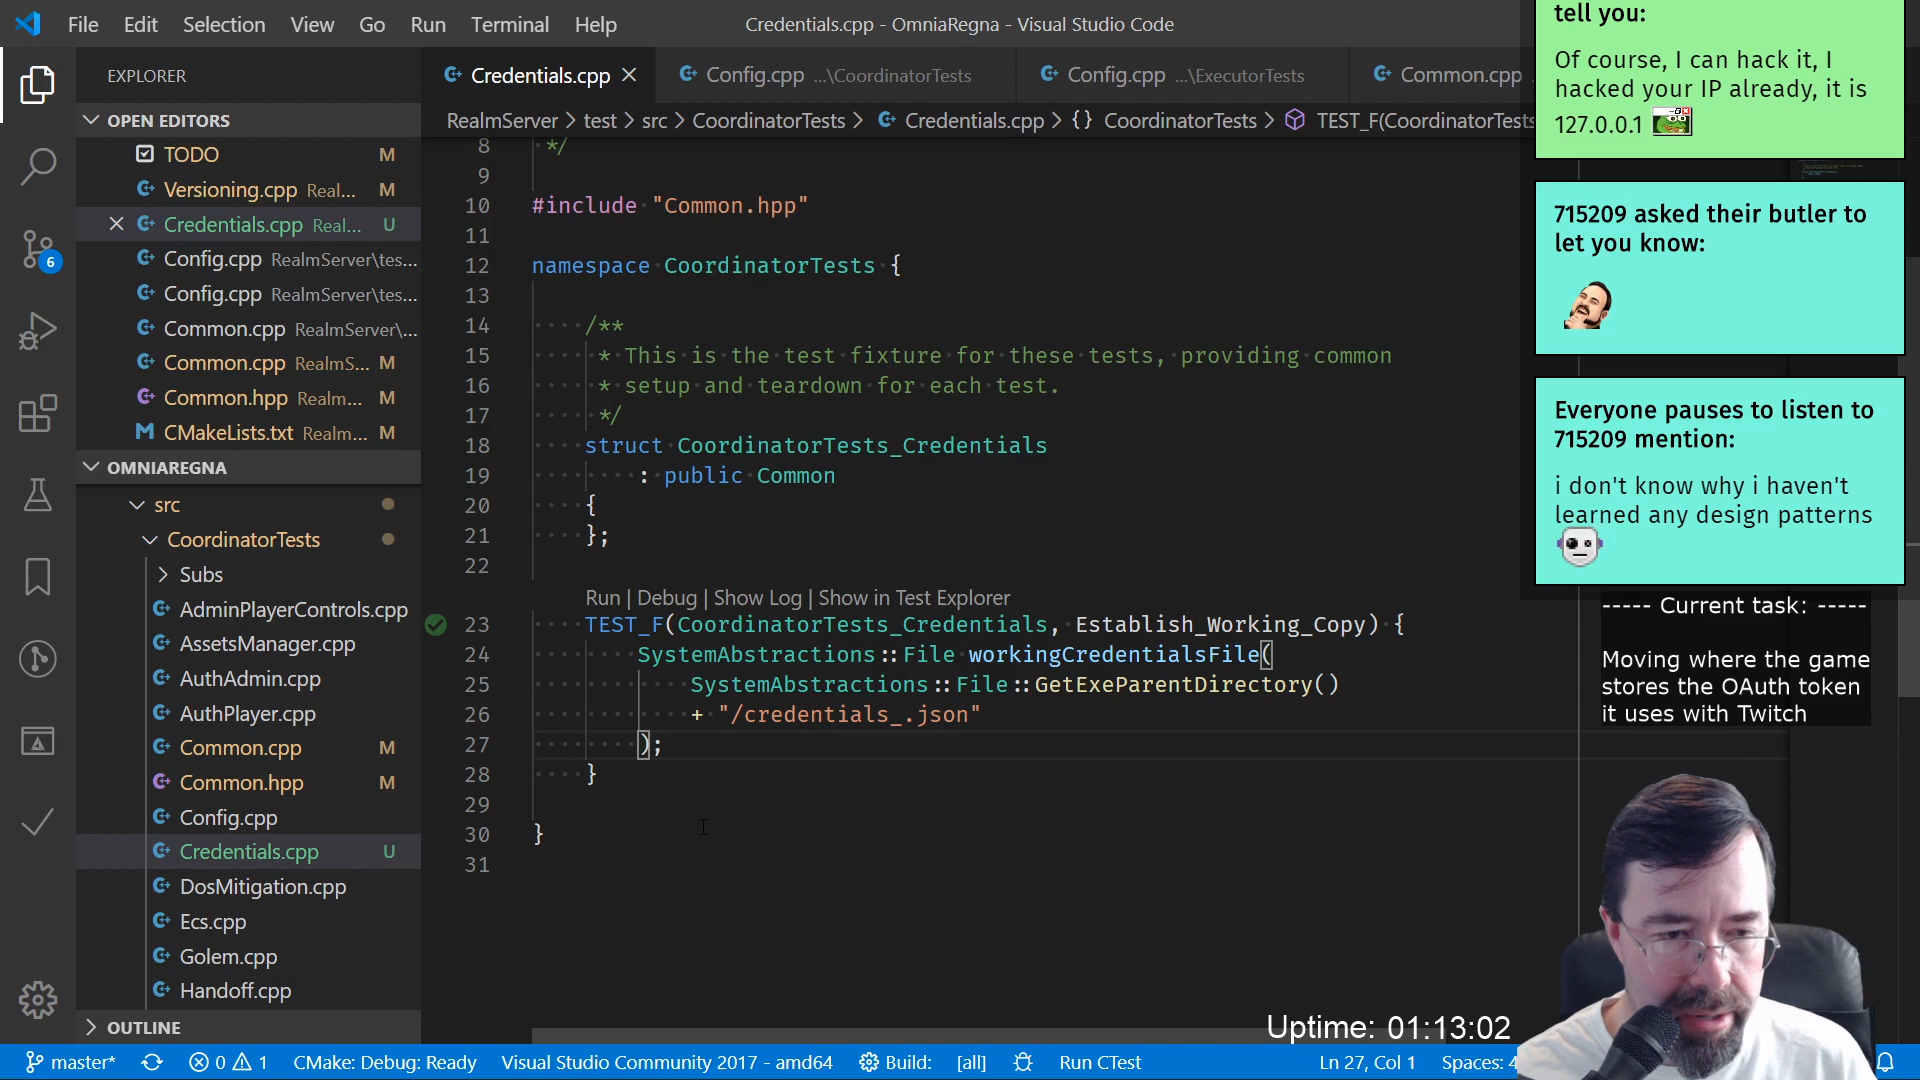 File Edit Selection View Go Run Terminal Help
Credentials.cpp - OmniaRegna - Visual Studio Code
EXPLORER
OPEN EDITORS
TODO M
Versioning.cpp Real... M
Credentials.cpp Real... U
Config.cpp RealmServer\tes...
Config.cpp RealmServer\tes...
Common.cpp RealmServer\...
Common.cpp RealmS... M
Common.hpp Realm... M
CMakeLists.txt Realm... M
OMNIAREGNA
src
CoordinatorTests
Subs
AdminPlayerControls.cpp
AssetsManager.cpp
AuthAdmin.cpp
AuthPlayer.cpp
Common.cpp M
Common.hpp M
Config.cpp
Credentials.cpp U
DosMitigation.cpp
Ecs.cpp
Golem.cpp
Handoff.cpp
OUTLINE
6
Credentials.cpp Config.cpp ...\CoordinatorTests Config.cpp ...\ExecutorTests Common.cpp
RealmServer > test > src > CoordinatorTests > Credentials.cpp > {} CoordinatorTests > TEST_F(CoordinatorTests
8 */
9
10 #include "Common.hpp"
11
12 namespace CoordinatorTests {
13
14 /**
15 * This is the test fixture for these tests, providing common
16 * setup and teardown for each test.
17 */
18 struct CoordinatorTests_Credentials
19 : public Common
20 {
21 };
22
Run | Debug | Show Log | Show in Test Explorer
23 TEST_F(CoordinatorTests_Credentials, Establish_Working_Copy) {
24 SystemAbstractions::File workingCredentialsFile(
25 SystemAbstractions::File::GetExeParentDirectory()
26 + "/credentials_.json"
27 );
28 }
29
30 }
31
tell you:
Of course, I can hack it, I
hacked your IP already, it is
127.0.0.1
715209 asked their butler to
let you know:
Everyone pauses to listen to
715209 mention:
i don't know why i haven't
learned any design patterns
----- Current task: -----
Moving where the game
stores the OAuth token
it uses with Twitch
Uptime: 01:13:02
master* 0 1 CMake: Debug: Ready Visual Studio Community 2017 - amd64 Build: [all] Run CTest Ln 27, Col 1 Spaces: 4